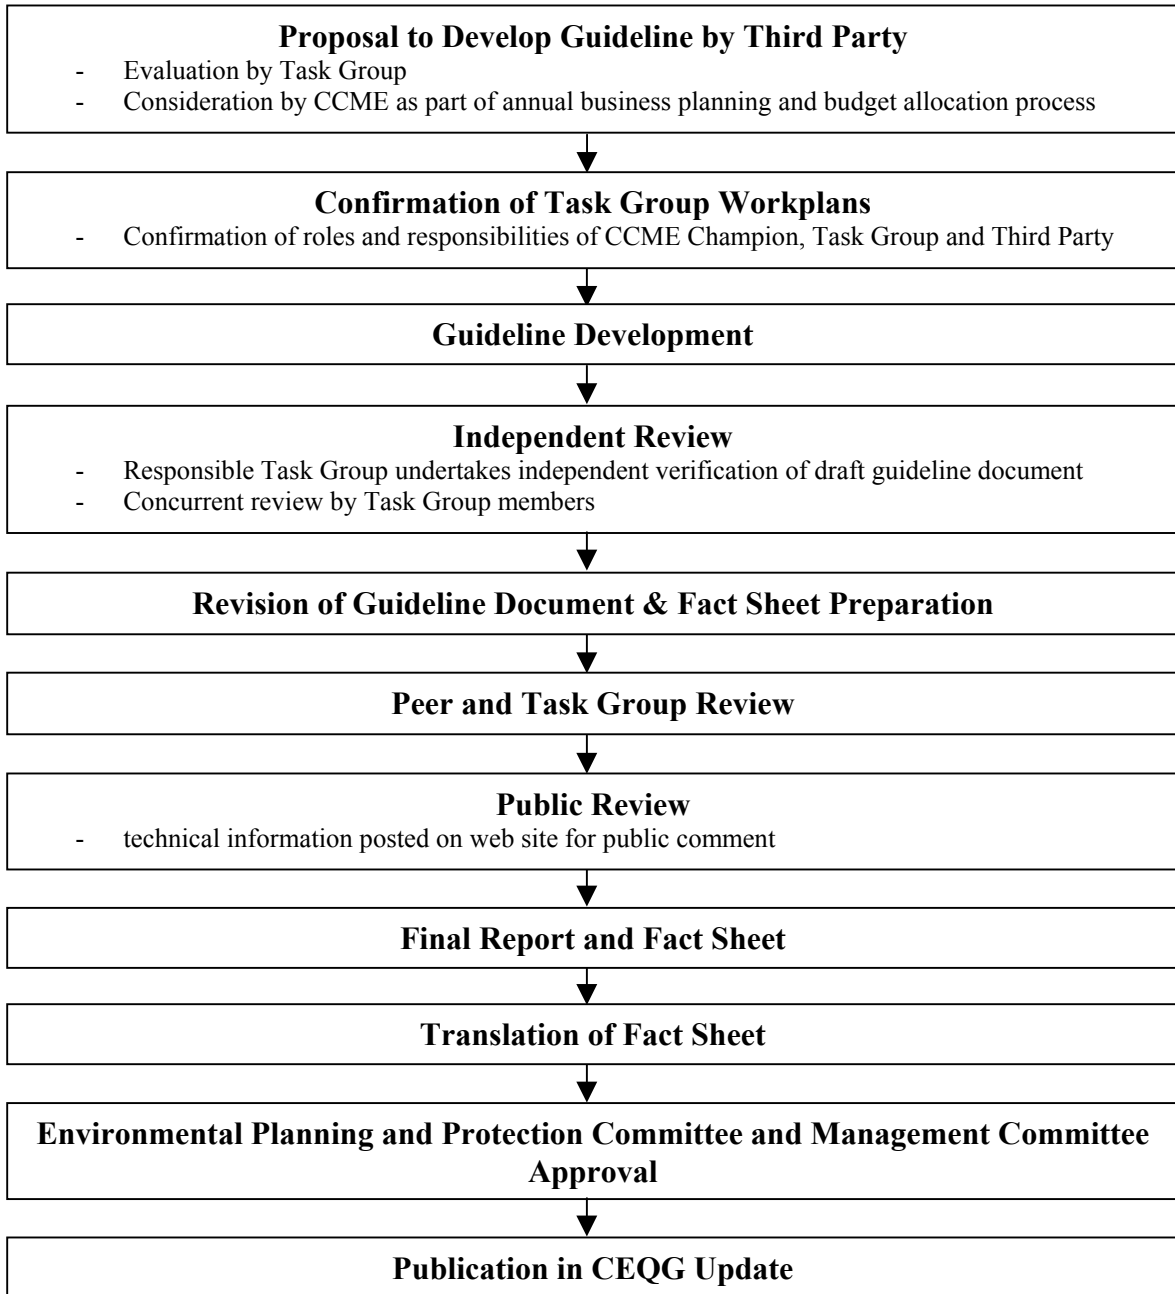 Proposal to Develop Guideline by Third Party
- Evaluation by Task Group
- Consideration by CCME as part of annual business planning and budget allocation process
Confirmation of Task Group Workplans
- Confirmation of roles and responsibilities of CCME Champion, Task Group and Third Party
Guideline Development
Independent Review
- Responsible Task Group undertakes independent verification of draft guideline document
- Concurrent review by Task Group members
Revision of Guideline Document & Fact Sheet Preparation
Peer and Task Group Review
Public Review
- technical information posted on web site for public comment
Final Report and Fact Sheet
Translation of Fact Sheet
Environmental Planning and Protection Committee and Management Committee
Approval
Publication in CEQG Update